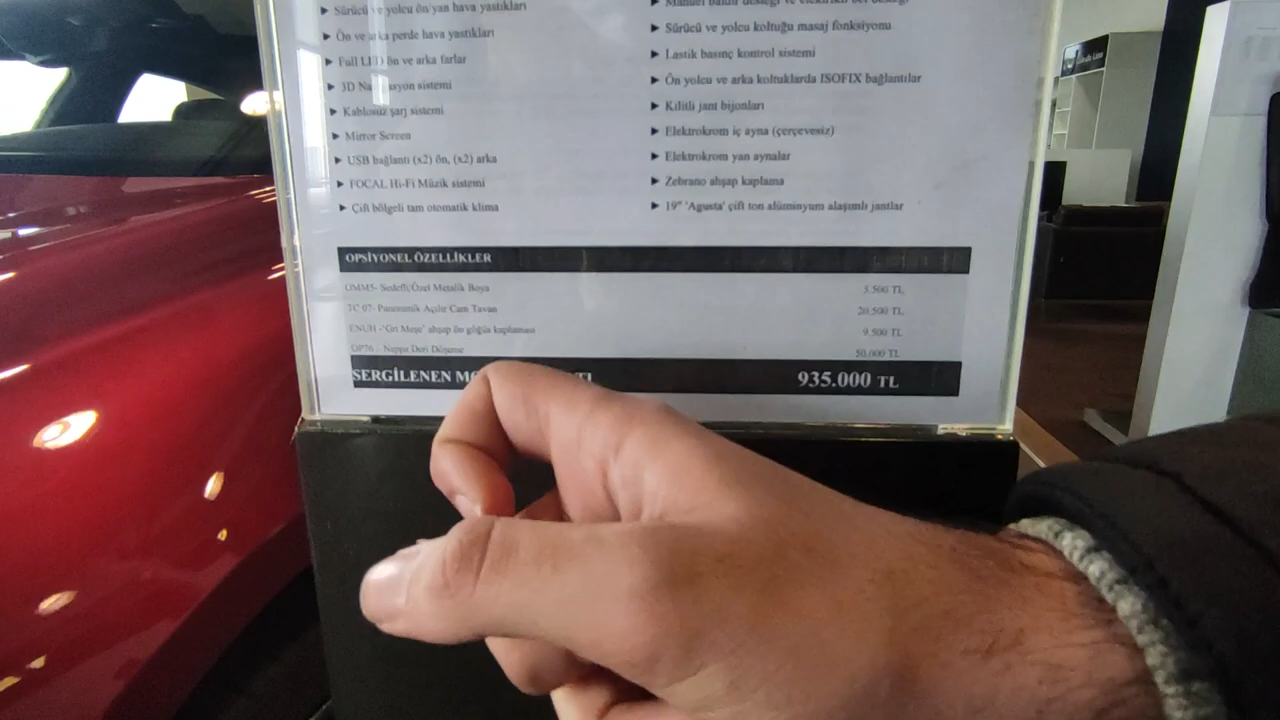 ► Sürücü ve yolcu ön/yan hava yastıkları
► Ön ve arka perde hava yastıkları
► Full LED ön ve arka farlar
► 3D Navigasyon sistemi
► Kablosuz şarj sistemi
► Mirror Screen
► USB bağlantı (x2) ön, (x2) arka
► FOCAL Hi-Fi Müzik sistemi
► Çift bölgeli tam otomatik klima
► Manuel baldır desteği ve elektrikli bel desteği
► Sürücü ve yolcu koltuğu masaj fonksiyonu
► Lastik basınç kontrol sistemi
► Ön yolcu ve arka koltuklarda ISOFIX bağlantılar
► Kilitli jant bijonları
► Elektrokrom iç ayna (çerçevesiz)
► Elektrokrom yan aynalar
► Zebrano ahşap kaplama
► 19" 'Agusta' çift ton alüminyum alaşımlı jantlar
OPSİYONEL ÖZELLİKLER
OMM5- Sedefli/Özel Metalik Boya 5.500 TL
TC 07- Panoramik Açılır Cam Tavan 20.500 TL
ENUH -'Gri Meşe' ahşap ön göğüs kaplaması 9.500 TL
OP76 - Nappa Deri Döşeme 50.000 TL
SERGİLENEN 935.000 TL